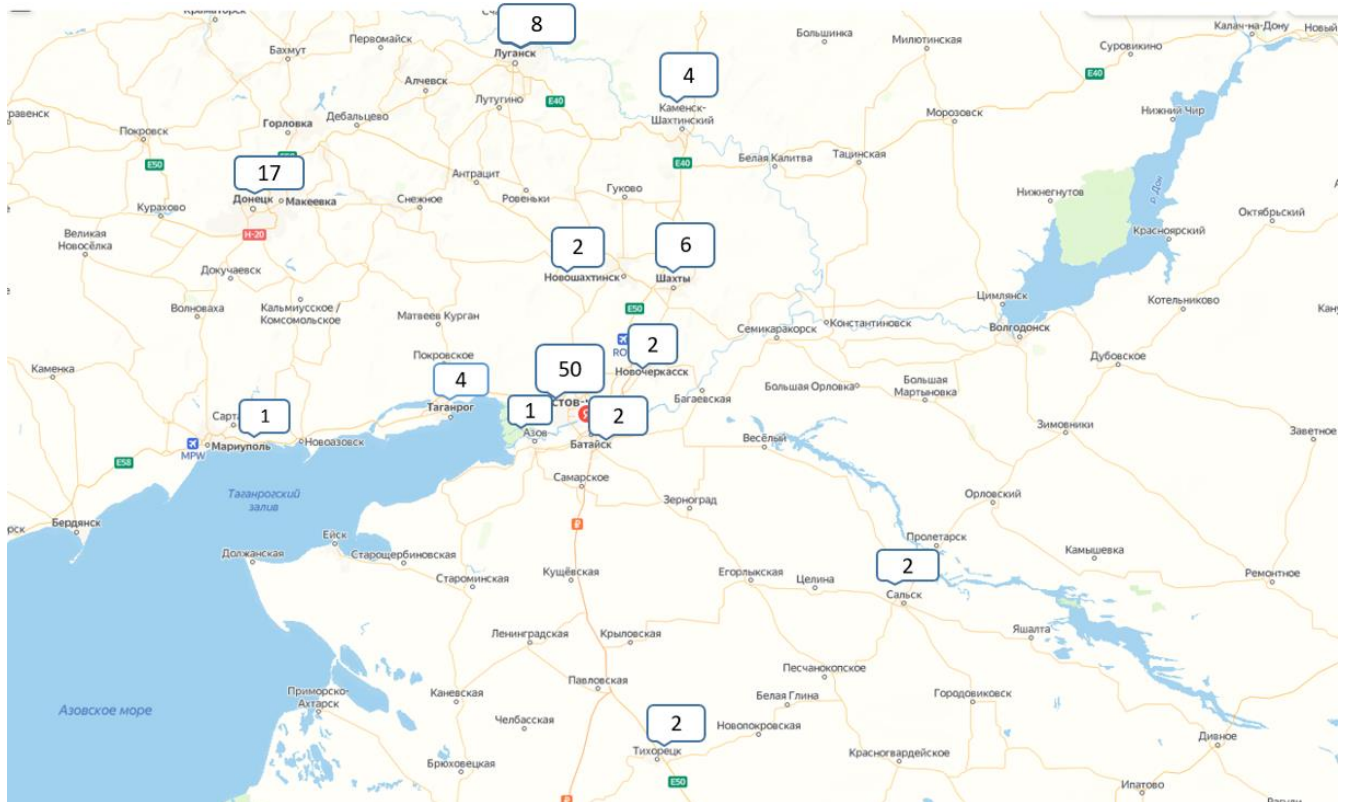 8
Луганск
Бахмут
Первомайск
Большинка
Милютинская
Калач-на-Дону
Суровикино
E40
Алчевск
4
Лутугино
E40
Каменск-
Шахтинский
Морозовск
Нижний Чир
Покровск
Горловка
Дебальцево
E50
E40
Белая Калитва
Тацинская
17
Антрацит
Гуково
Донецк
Макеевка
Снежное
Ровеньки
Нижнегнутов
р. Дон
Курахово
Октябрьский
H-20
Великая
Новосёлка
2
6
Красноярский
Докучаевск
Новошахтинск
Шахты
Волноваха
Кальмиусское /
Комсомольское
Матвеев Курган
E50
Цимлянск
Котельниково
Семикаракорск
Константиновск
Волгодонск
2
Покровское
50
Новочеркасск
Дубовское
Каменка
4
Большая Орловка
Большая
Мартыновка
Таганрог
Багаевская
1
1
2
Азов
Батайск
Весёлый
Зимовники
Заветное
Мариуполь
Новоазовск
MPW
E58
Самарское
Таганрогский
залив
Зерноград
Орловский
Бердянск
Ейск
Должанская
Старощербиновская
Пролетарск
Камышевка
2
Староминская
Кущёвская
Егорлыкская
Целина
Ремонтное
Сальск
Ленинградская
Крыловская
Яшалта
Песчанокопское
Павловская
Приморско-
Ахтарск
Каневская
Белая Глина
Городовиковск
Азовское море
Челбасская
2
Новопокровская
Дивное
Тихорецк
Красногвардейское
Брюховецкая
E50
Ипатово